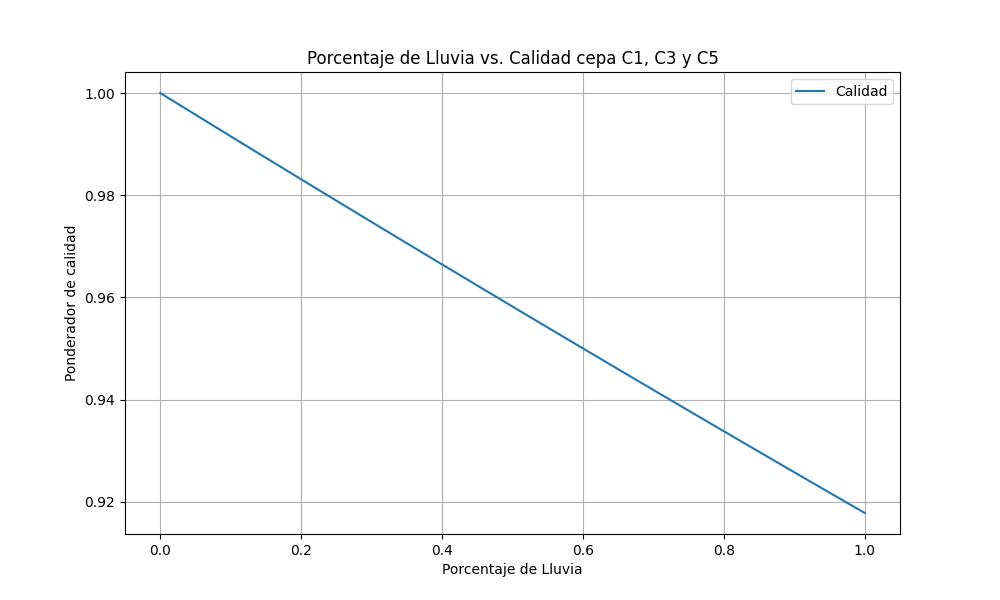 Porcentaje de Lluvia vs. Calidad cepa C1, C3 y C5
Calidad
1.00
0.98
0.96
0.94
0.92
Ponderador de calidad
0.0 0.2 0.4 0.6 0.8 1.0
Porcentaje de Lluvia